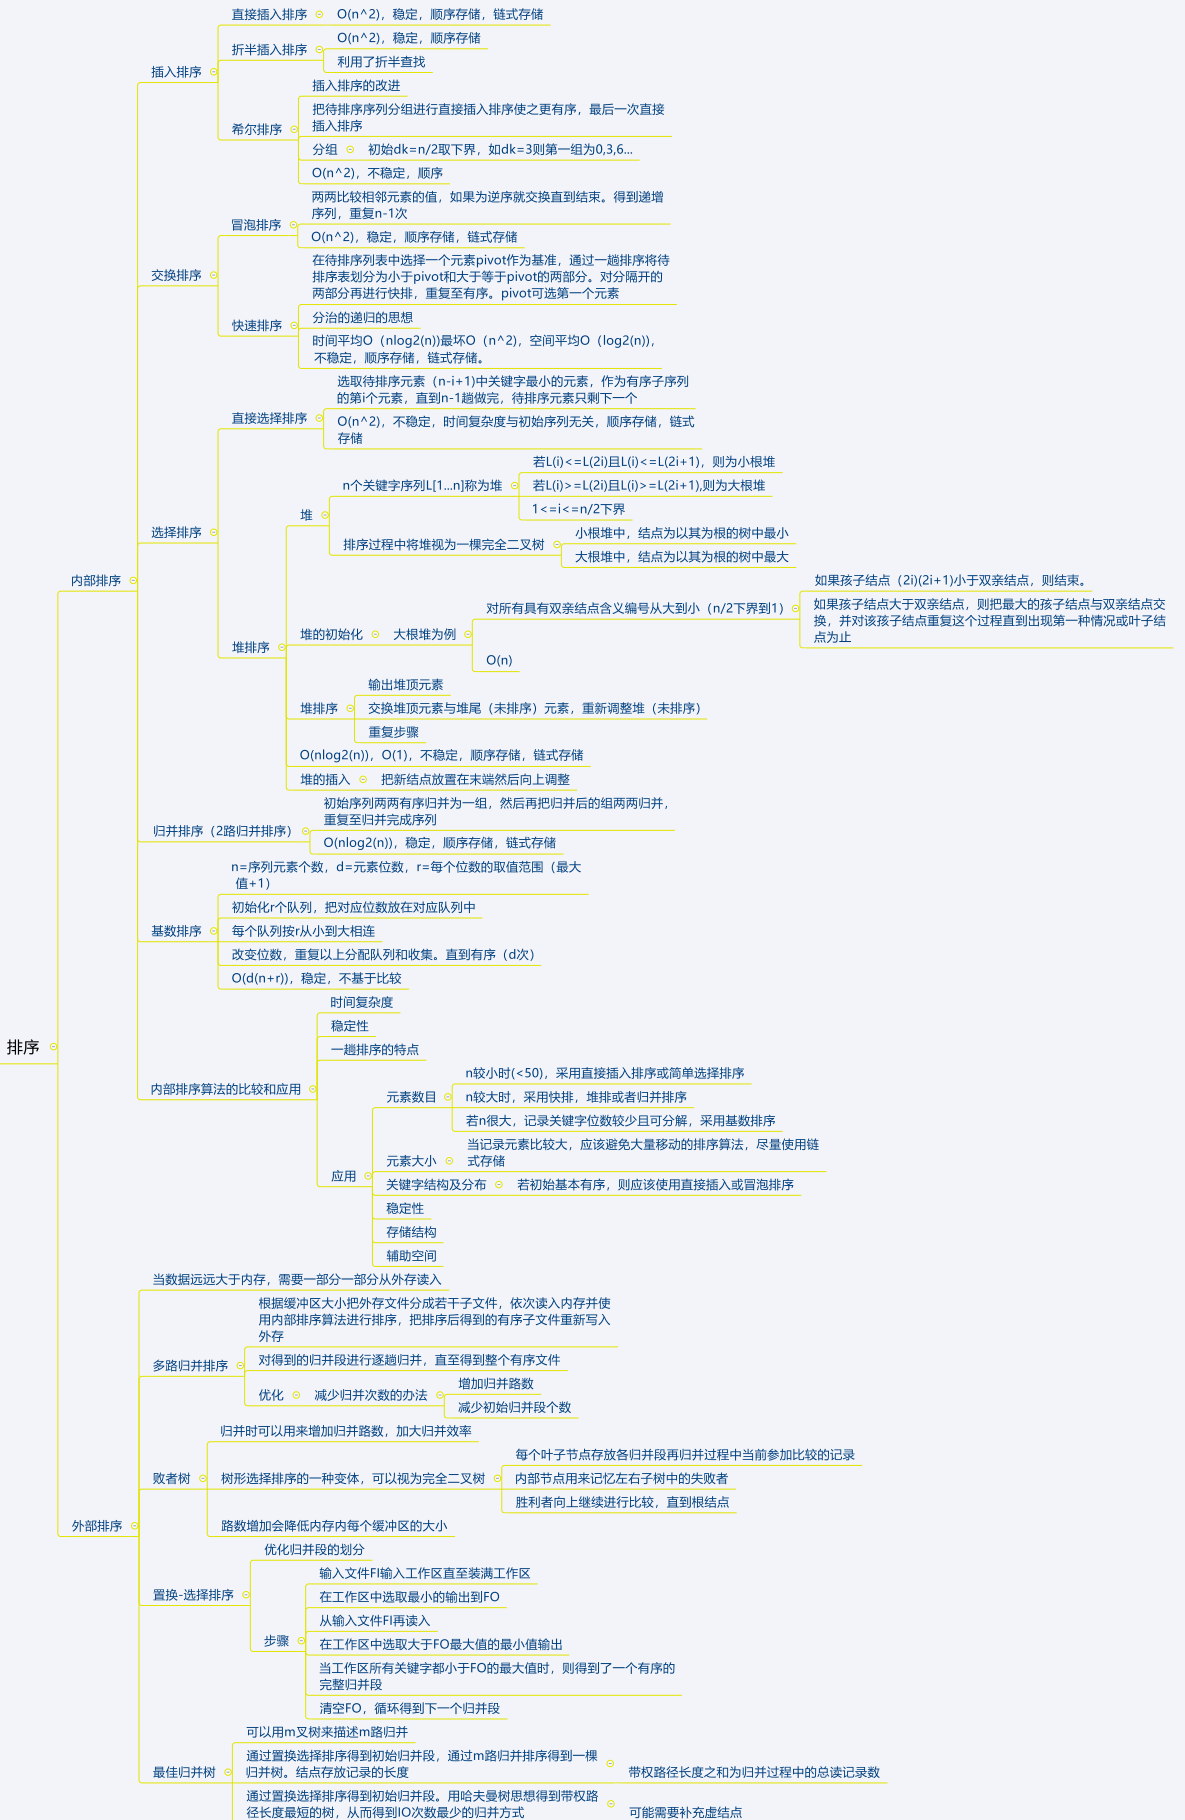 直接插入排序
O(n^2)，稳定，顺序存储，链式存储
折半插入排序
O(n^2)，稳定，顺序存储
利用了折半查找
插入排序
希尔排序
插入排序的改进
把待排序序列分组进行直接插入排序使之更有序，最后一次直接
插入排序
分组
初始dk=n/2取下界，如dk=3则第一组为0,3,6...
O(n^2)，不稳定，顺序
冒泡排序
两两比较相邻元素的值，如果为逆序就交换直到结束。得到递增
序列，重复n-1次
O(n^2)，稳定，顺序存储，链式存储
交换排序
快速排序
在待排序列表中选择一个元素pivot作为基准，通过一趟排序将待
排序表划分为小于pivot和大于等于pivot的两部分。对分隔开的
两部分再进行快排，重复至有序。pivot可选第一个元素
分治的递归的思想
时间平均O（nlog2(n))最坏O（n^2)，空间平均O（log2(n)),
不稳定，顺序存储，链式存储。
直接选择排序
选取待排序元素（n-i+1)中关键字最小的元素，作为有序子序列
的第i个元素，直到n-1趟做完，待排序元素只剩下一个
O(n^2)，不稳定，时间复杂度与初始序列无关，顺序存储，链式
存储
选择排序
堆排序
堆
n个关键字序列L[1...n]称为堆
若L(i)<=L(2i)且L(i)<=L(2i+1)，则为小根堆
若L(i)>=L(2i)且L(i)>=L(2i+1),则为大根堆
1<=i<=n/2下界
排序过程中将堆视为一棵完全二叉树
小根堆中，结点为以其为根的树中最小
大根堆中，结点为以其为根的树中最大
内部排序
堆的初始化
大根堆为例
对所有具有双亲结点含义编号从大到小（n/2下界到1）
如果孩子结点（2i)(2i+1)小于双亲结点，则结束。
如果孩子结点大于双亲结点，则把最大的孩子结点与双亲结点交
换，并对该孩子结点重复这个过程直到出现第一种情况或叶子结
点为止
O(n)
堆排序
输出堆顶元素
交换堆顶元素与堆尾（未排序）元素，重新调整堆（未排序）
重复步骤
O(nlog2(n))，O(1)，不稳定，顺序存储，链式存储
堆的插入
把新结点放置在末端然后向上调整
归并排序（2路归并排序）
初始序列两两有序归并为一组，然后再把归并后的组两两归并，
重复至归并完成序列
O(nlog2(n))，稳定，顺序存储，链式存储
基数排序
n=序列元素个数，d=元素位数，r=每个位数的取值范围（最大
值+1）
初始化r个队列，把对应位数放在对应队列中
每个队列按r从小到大相连
改变位数，重复以上分配队列和收集。直到有序（d次）
O(d(n+r))，稳定，不基于比较
排序
内部排序算法的比较和应用
时间复杂度
稳定性
一趟排序的特点
应用
元素数目
n较小时(<50)，采用直接插入排序或简单选择排序
n较大时，采用快排，堆排或者归并排序
若n很大，记录关键字位数较少且可分解，采用基数排序
元素大小
当记录元素比较大，应该避免大量移动的排序算法，尽量使用链
式存储
关键字结构及分布
若初始基本有序，则应该使用直接插入或冒泡排序
稳定性
存储结构
辅助空间
外部排序
当数据远远大于内存，需要一部分一部分从外存读入
多路归并排序
根据缓冲区大小把外存文件分成若干子文件，依次读入内存并使
用内部排序算法进行排序，把排序后得到的有序子文件重新写入
外存
对得到的归并段进行逐趟归并，直至得到整个有序文件
优化
减少归并次数的办法
增加归并路数
减少初始归并段个数
败者树
归并时可以用来增加归并路数，加大归并效率
树形选择排序的一种变体，可以视为完全二叉树
每个叶子节点存放各归并段再归并过程中当前参加比较的记录
内部节点用来记忆左右子树中的失败者
胜利者向上继续进行比较，直到根结点
路数增加会降低内存内每个缓冲区的大小
置换-选择排序
优化归并段的划分
步骤
输入文件FI输入工作区直至装满工作区
在工作区中选取最小的输出到FO
从输入文件FI再读入
在工作区中选取大于FO最大值的最小值输出
当工作区所有关键字都小于FO的最大值时，则得到了一个有序的
完整归并段
清空FO，循环得到下一个归并段
最佳归并树
可以用m叉树来描述m路归并
通过置换选择排序得到初始归并段，通过m路归并排序得到一棵
归并树。结点存放记录的长度
带权路径长度之和为归并过程中的总读记录数
通过置换选择排序得到初始归并段。用哈夫曼树思想得到带权路
径长度最短的树，从而得到IO次数最少的归并方式
可能需要补充虚结点